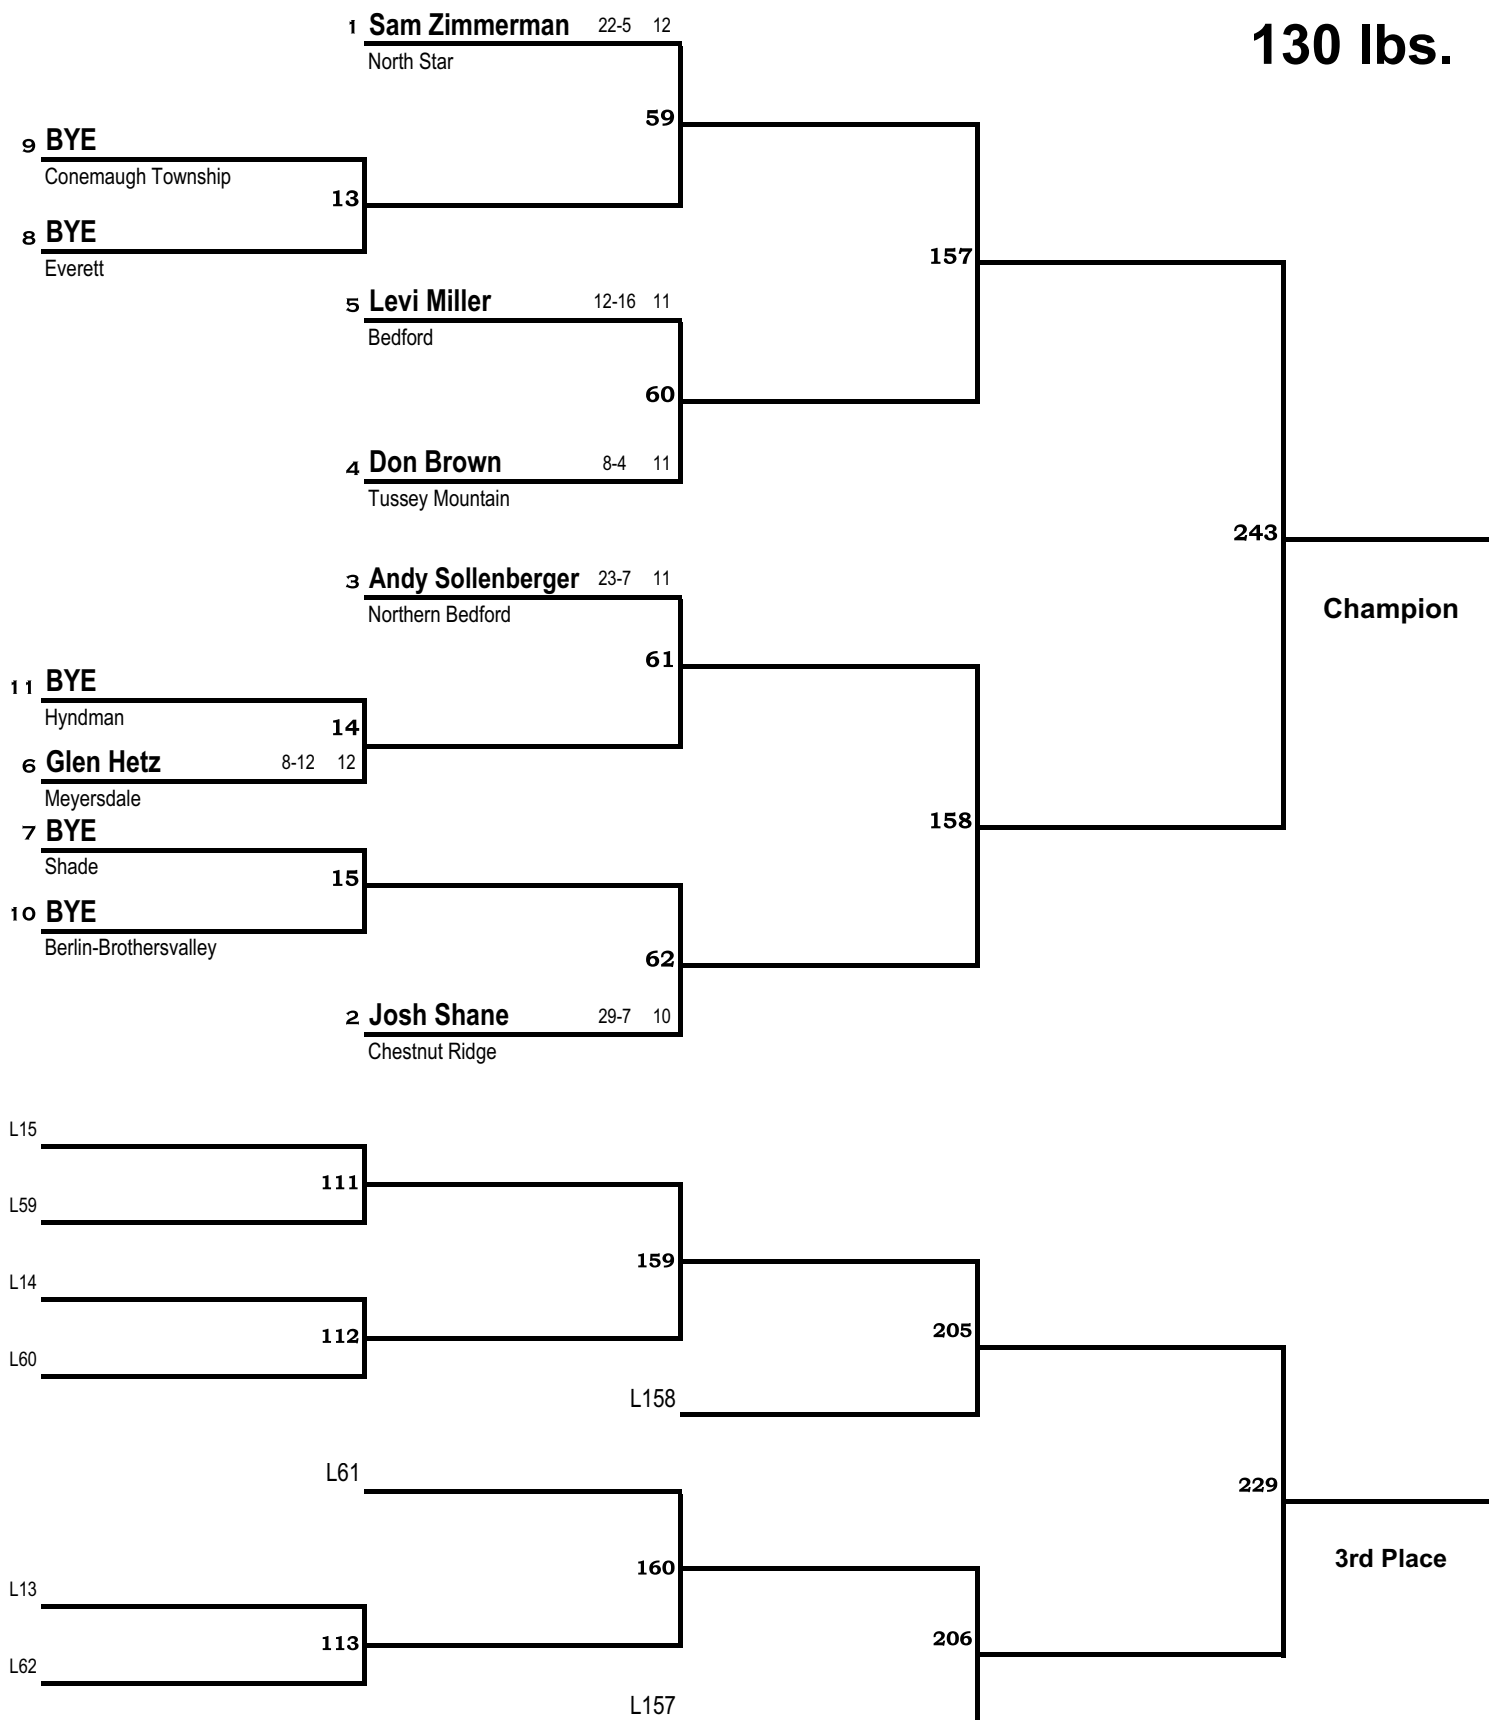 1 Sam Zimmerman 22-5 12
130 lbs.
North Star
59
9 BYE
Conemaugh Township
13
8 BYE
Everett
157
5 Levi Miller 12-16 11
Bedford
60
4 Don Brown 8-4 11
Tussey Mountain
243
3 Andy Sollenberger 23-7 11
Northern Bedford
Champion
61
11 BYE
Hyndman
14
6 Glen Hetz 8-12 12
Meyersdale
158
7 BYE
Shade
15
10 BYE
Berlin-Brothersvalley
62
2 Josh Shane 29-7 10
Chestnut Ridge
L15
111
L59
159
L14
205
112
L60
L158
L61
229
3rd Place
160
L13
206
113
L62
L157